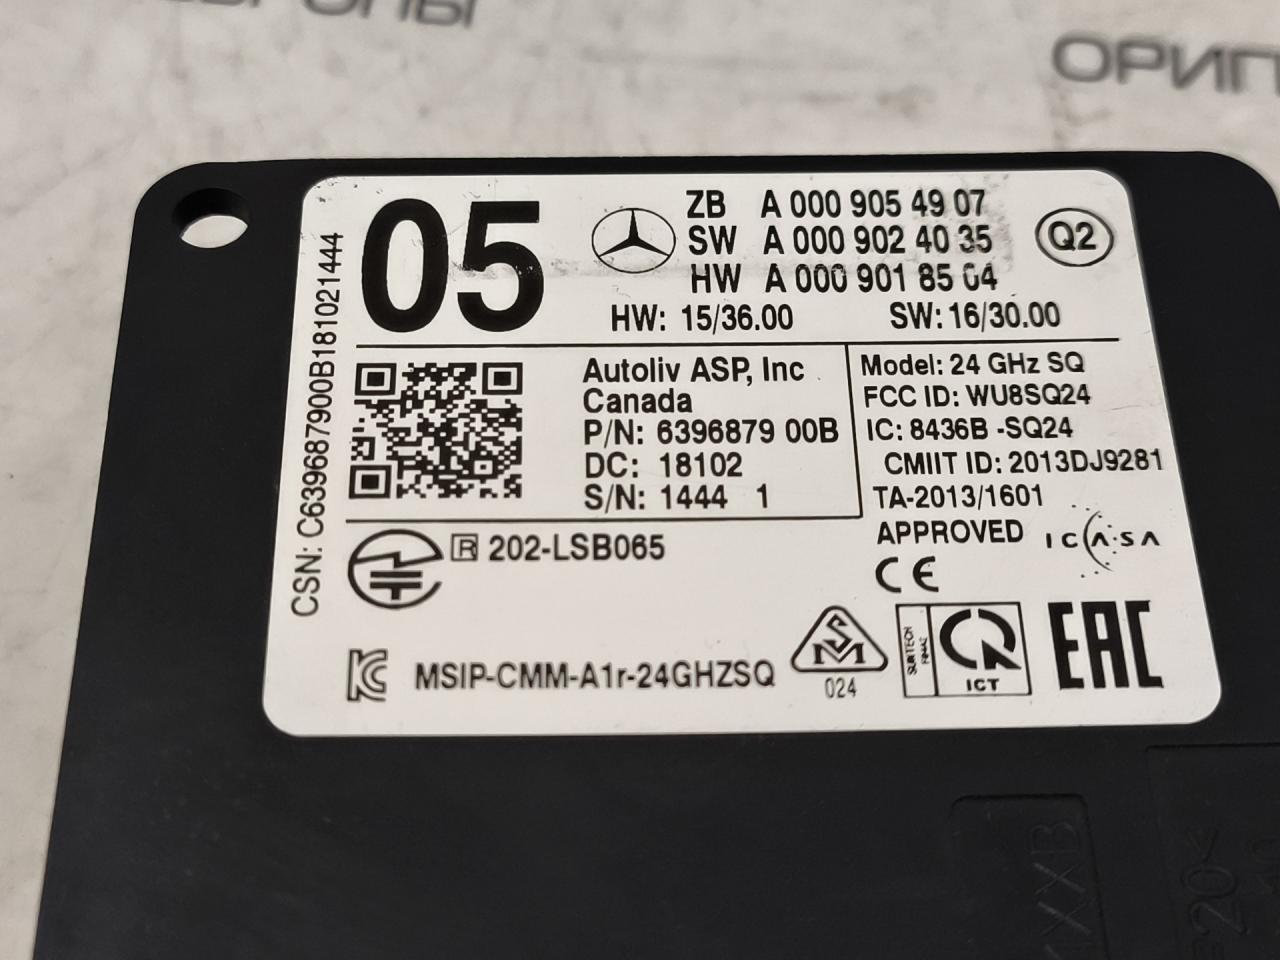 ОРИГ
05
ZB A 000 905 49 07
SW A 000 902 40 35
HW A 000 901 85 04
Q2
HW: 15/36.00 SW: 16/30.00
CSN: C639687900B181021444
Autoliv ASP, Inc
Canada
P/N: 6396879 00B
DC: 18102
S/N: 1444 1
Model: 24 GHz SQ
FCC ID: WU8SQ24
IC: 8436B -SQ24
CMIIT ID: 2013DJ9281
TA-2013/1601
APPROVED
ICASA
CE
R 202-LSB065
MSIP-CMM-A1r-24GHZSQ
SM
024
ICT
EAC